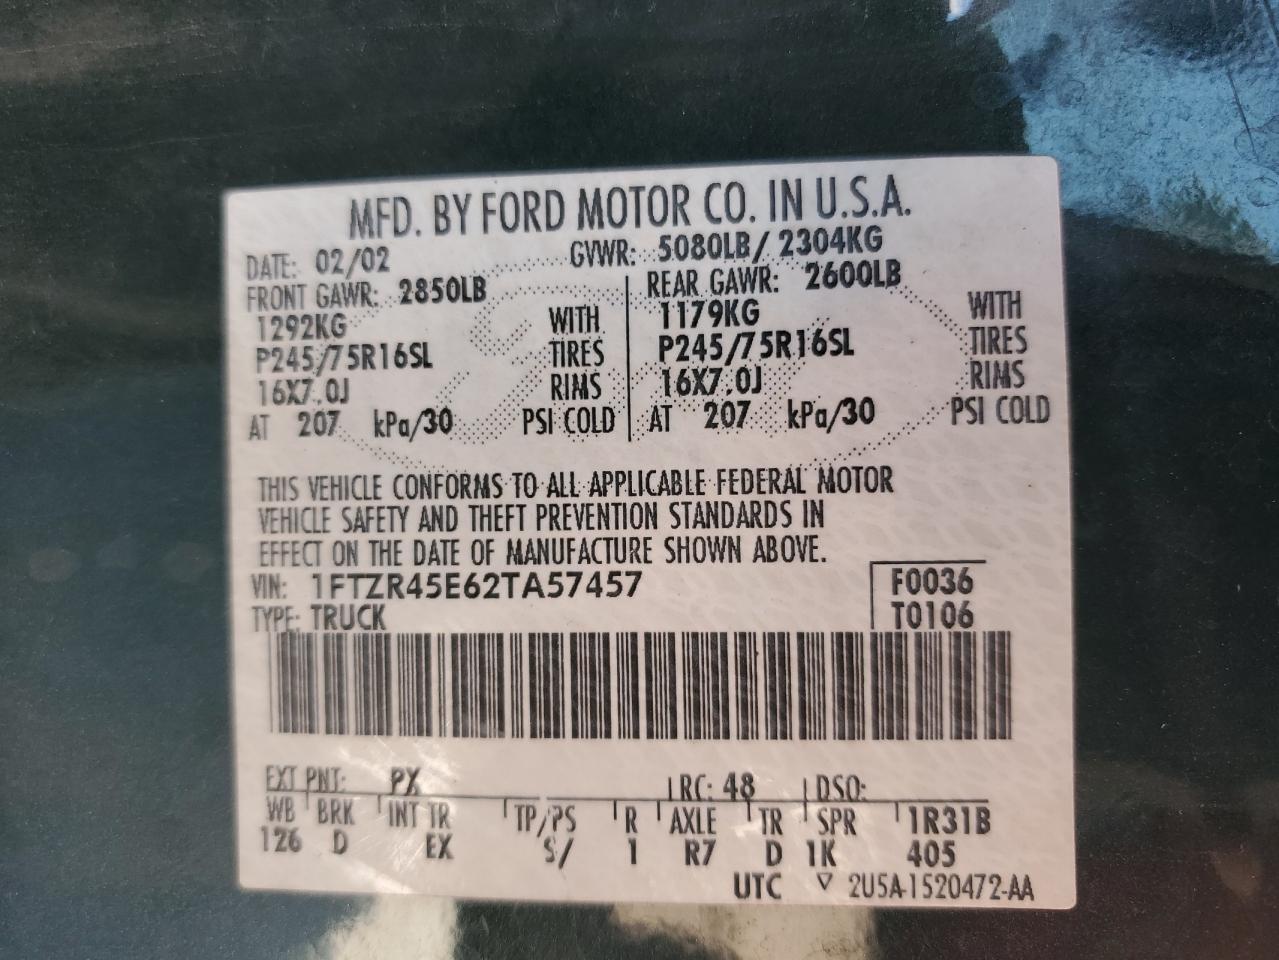 MFD. BY FORD MOTOR CO. IN U.S.A.
DATE: 02/02 GVWR: 5080LB/ 2304KG
FRONT GAWR: 2850LB REAR GAWR: 2600LB
1292KG WITH 1179KG WITH
P245/75R16SL TIRES P245/75R16SL TIRES
16X7.0J RIMS 16X7.0J RIMS
AT 207 kPa/30 PSI COLD AT 207 kPa/30 PSI COLD
THIS VEHICLE CONFORMS TO ALL APPLICABLE FEDERAL MOTOR
VEHICLE SAFETY AND THEFT PREVENTION STANDARDS IN
EFFECT ON THE DATE OF MANUFACTURE SHOWN ABOVE.
VIN: 1FTZR45E62TA57457 F0036
TYPE: TRUCK T0106
EXT PNT: PX RC: 48 DSO:
WB BRK INT TR TP/PS R AXLE TR SPR 1R31B
126 D EX S/ 1 R7 D 1K 405
UTC ▽ 2U5A-1520472-AA